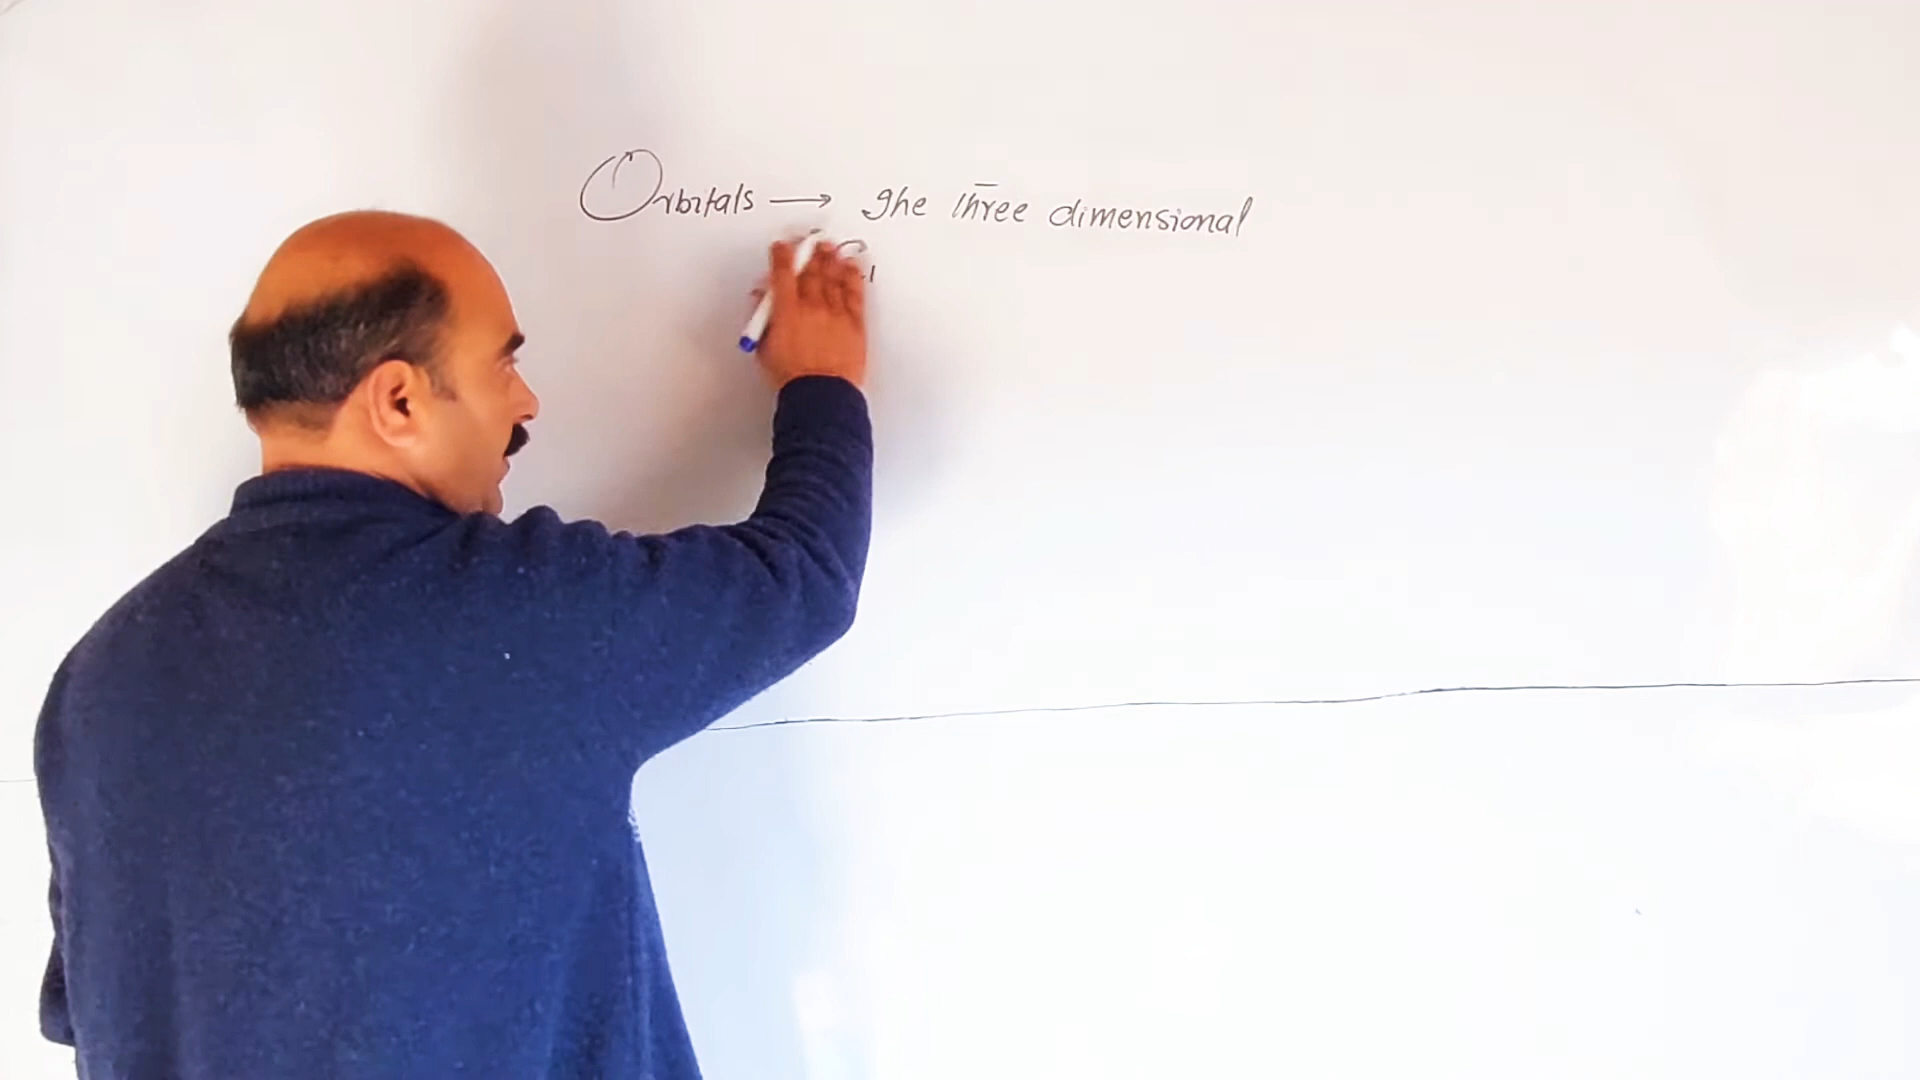 Orbitals → The three dimensional